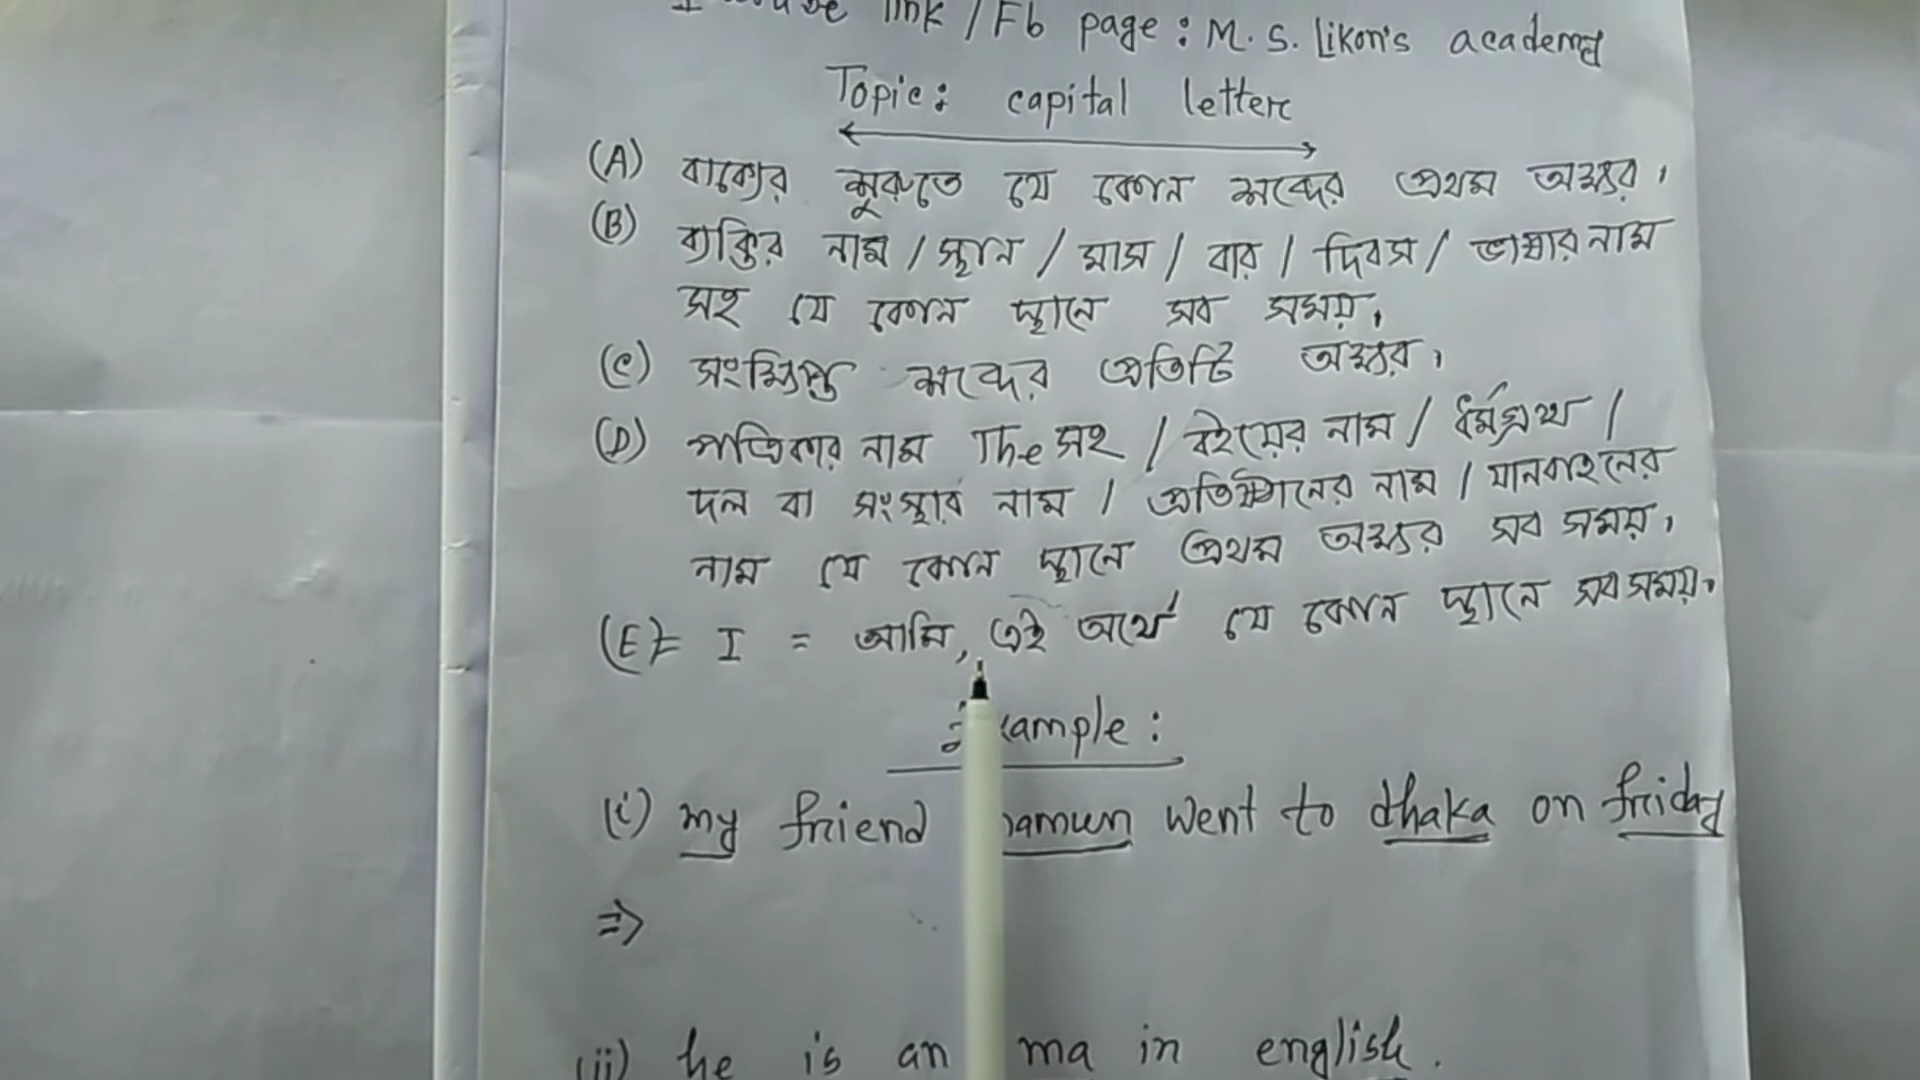 link / Fb page : M. S. Likon's academy
Topic : capital letter
(A) বাক্যের শুরুতে যে কোন শব্দের প্রথম অক্ষর,
(B) ব্যক্তির নাম / স্থান / মাস / বার / দিবস / ভাষার নাম
সহ যে কোন স্থানে সব সময়,
(C) সংক্ষিপ্ত শব্দের প্রতিটি অক্ষর,
(D) পত্রিকার নাম The সহ / বইয়ের নাম / ধর্মগ্রন্থ /
দল বা সংস্থার নাম / প্রতিষ্ঠানের নাম / যানবাহনের
নাম যে কোন স্থানে প্রথম অক্ষর সব সময়,
(E) = I = আমি, এই অর্থে যে কোন স্থানে সব সময়,
(i) my friend went to dhaka on friday
⇒
(ii) he is an ma in english.